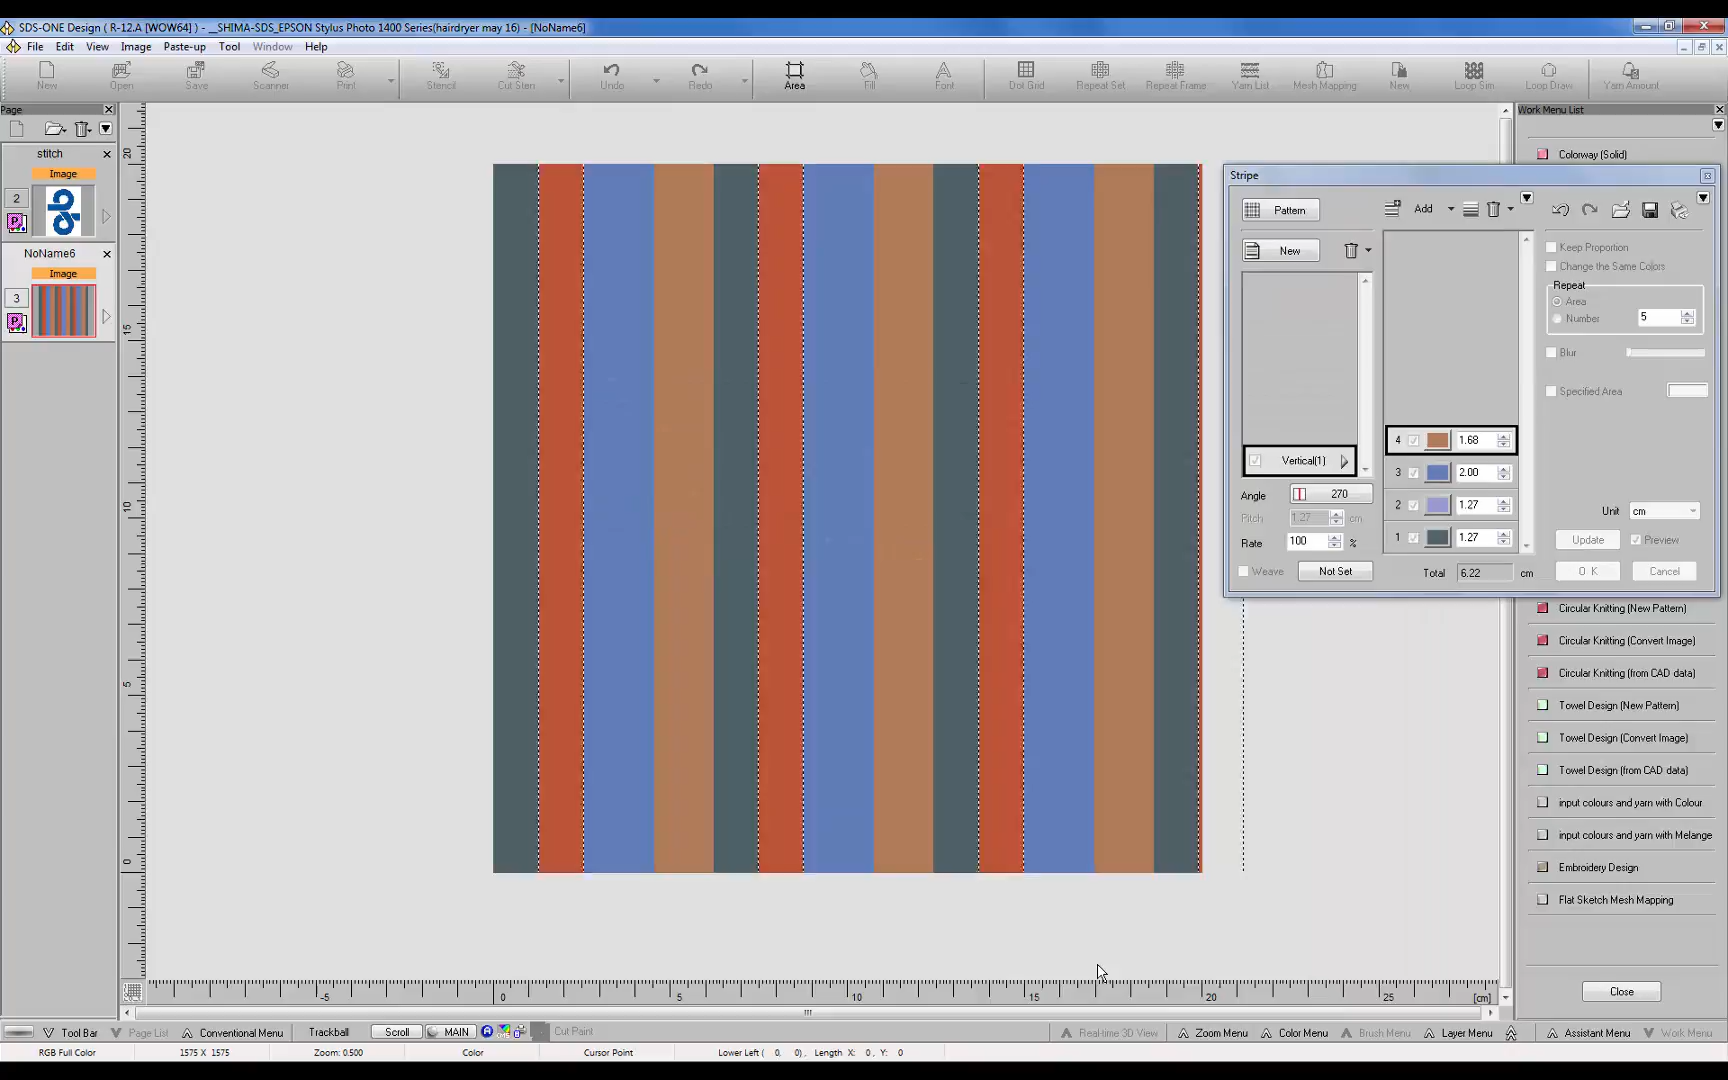 SDS-ONE Design ( R-12.A [WOW64] ) - __SHIMA-SDS_EPSON Stylus Photo 1400 Series(hairdryer may 16) - [NoName6]
File Edit View Image Paste-up Tool Window Help
New Open Save Scanner Print Stencil Cut Sten Undo Redo Area Fill Font Dot Grid Repeat Set Repeat Frame Yarn List Mesh Mapping New Loop Sim Loop Draw Yarn Amount
Page
stitch
Image
2
NoName6
Image
3
20
15
10
5
0
-5 0 5 10 15 20 25 [cm]
Work Menu List
Colorway (Solid)
Stripe
Pattern
Add
New
Keep Proportion
Change the Same Colors
Repeat
Area
Number 5
Blur
Specified Area
Vertical(1)
4 1.68
3 2.00
2 1.27
1 1.27
Angle 270
Pitch 1.27 cm
Rate 100 %
Weave Not Set
Total 6.22 cm
Unit cm
Update Preview
O K Cancel
Circular Knitting (New Pattern)
Circular Knitting (Convert Image)
Circular Knitting (from CAD data)
Towel Design (New Pattern)
Towel Design (Convert Image)
Towel Design (from CAD data)
input colours and yarn with Colour
input colours and yarn with Melange
Embroidery Design
Flat Sketch Mesh Mapping
Close
Tool Bar Page List Conventional Menu Trackball Scroll MAIN Cut Paint Real-time 3D View Zoom Menu Color Menu Brush Menu Layer Menu Assistant Menu Work Menu
RGB Full Color 1575 X 1575 Zoom: 0.500 Color Cursor Point Lower Left ( 0, 0), Length X: 0 , Y: 0